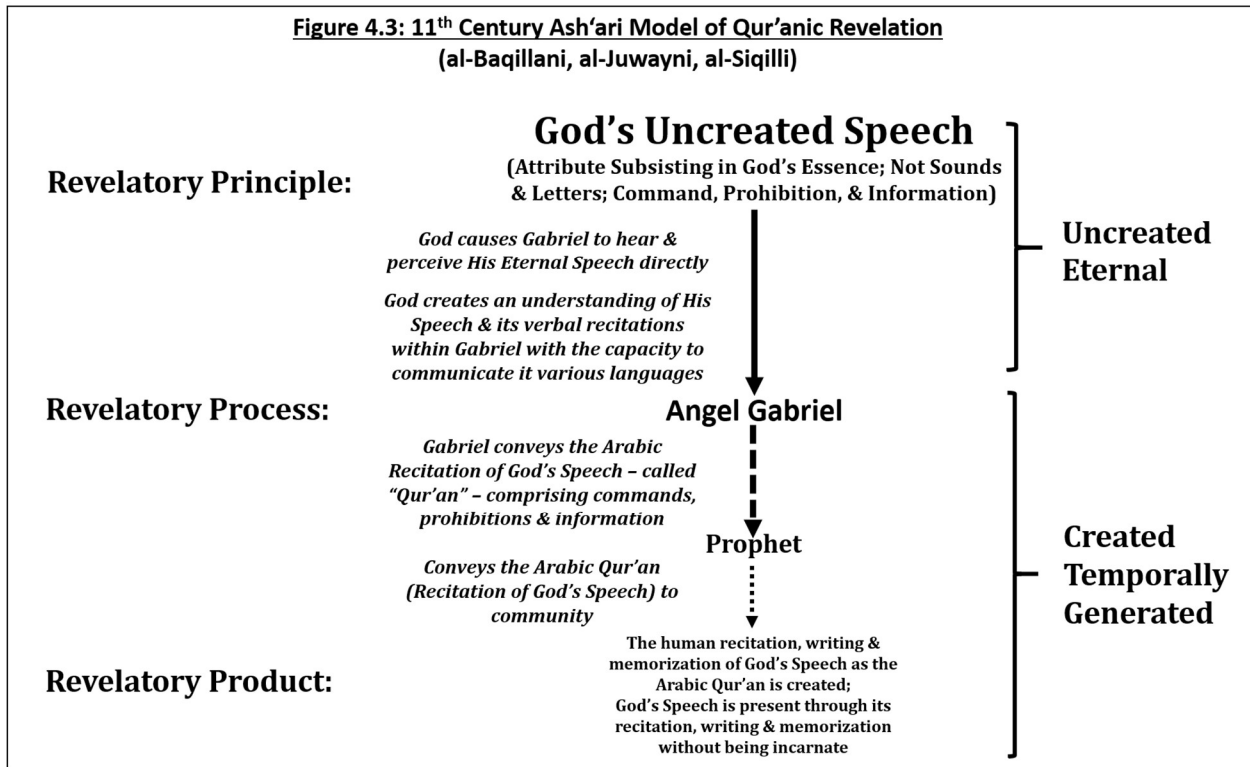 Figure 4.3: 11th Century Ash‘ari Model of Qur’anic Revelation
(al-Baqillani, al-Juwayni, al-Siqilli)
God’s Uncreated Speech
(Attribute Subsisting in God’s Essence; Not Sounds
& Letters; Command, Prohibition, & Information)
Revelatory Principle:
God causes Gabriel to hear &
perceive His Eternal Speech directly
God creates an understanding of His
Speech & its verbal recitations
within Gabriel with the capacity to
communicate it various languages
Uncreated
Eternal
Revelatory Process:
Angel Gabriel
Gabriel conveys the Arabic
Recitation of God’s Speech – called
“Qur’an” – comprising commands,
prohibitions & information
Prophet
Conveys the Arabic Qur’an
(Recitation of God’s Speech) to
community
Created
Temporally
Generated
Revelatory Product:
The human recitation, writing &
memorization of God’s Speech as the
Arabic Qur’an is created;
God’s Speech is present through its
recitation, writing & memorization
without being incarnate